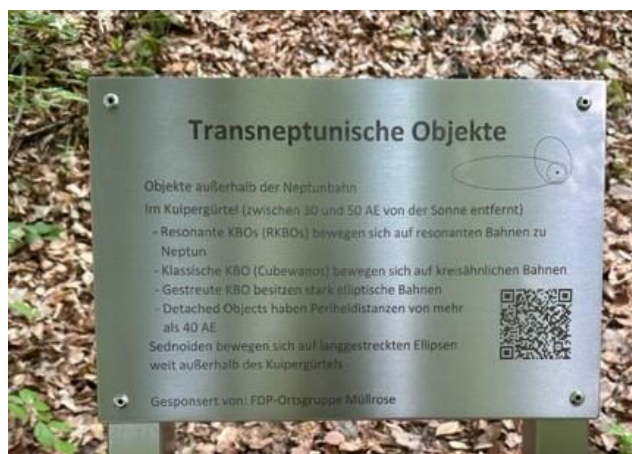 Transneptunische Objekte
Objekte außerhalb der Neptunbahn
Im Kuipergürtel (zwischen 30 und 50 AE von der Sonne entfernt)
- Resonante KBOs (RKBOs) bewegen sich auf resonanten Bahnen zu
Neptun
- Klassische KBO (Cubewanos) bewegen sich auf kreisähnlichen Bahnen
- Gestreute KBO besitzen stark elliptische Bahnen
- Detached Objects haben Periheldistanzen von mehr
als 40 AE
Sednoiden bewegen sich auf langgestreckten Ellipsen
weit außerhalb des Kuipergürtels
Gesponsert von: FDP-Ortsgruppe Müllrose